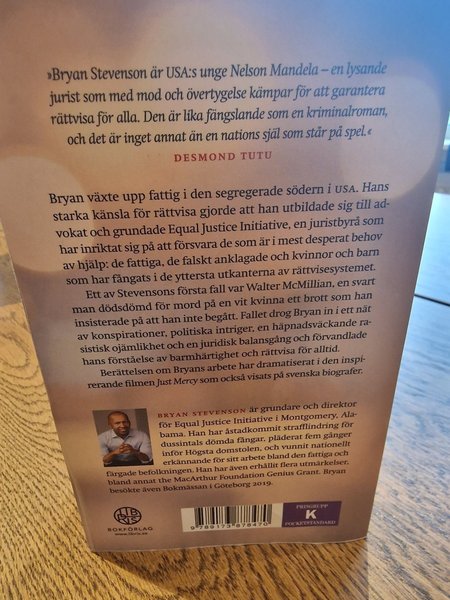 »Bryan Stevenson är USA:s unge Nelson Mandela – en lysande
jurist som med mod och övertygelse kämpar för att garantera
rättvisa för alla. Den är lika fängslande som en kriminalroman,
och det är inget annat än en nations själ som står på spel.«
DESMOND TUTU
Bryan växte upp fattig i den segregerade södern i USA. Hans
starka känsla för rättvisa gjorde att han utbildade sig till ad-
vokat och grundade Equal Justice Initiative, en juristbyrå som
har inriktat sig på att försvara de som är i mest desperat behov
av hjälp: de fattiga, de falskt anklagade och kvinnor och barn
som har fångats i de yttersta utkanterna av rättvisesystemet.
Ett av Stevensons första fall var Walter McMillian, en svart
man dödsdömd för mord på en vit kvinna ett brott som han
insisterade på att han inte begått. Fallet drog Bryan in i ett nät
av konspirationer, politiska intriger, en häpnadsväckande ra-
sistisk ojämlikhet och en juridisk balansgång och förvandlade
hans förståelse av barmhärtighet och rättvisa för alltid.
Berättelsen om Bryans arbete har dramatiserat i den inspi-
rerande filmen Just Mercy som också visats på svenska biografer.
BRYAN STEVENSON är grundare och direktor
för Equal Justice Initiative i Montgomery, Ala-
bama. Han har åstadkommit strafflindring för
dussintals dömda fångar, pläderat fem gånger
inför Högsta domstolen, och vunnit nationellt
erkännande för sitt arbete bland den fattiga och
färgade befolkningen. Han har även erhållit flera utmärkelser,
bland annat the MacArthur Foundation Genius Grant. Bryan
besökte även Bokmässan i Göteborg 2019.
LIB
RIS
BOKFÖRLAG
www.libris.se
9 789173 878470
PRISGRUPP
K
POCKETSTANDARD